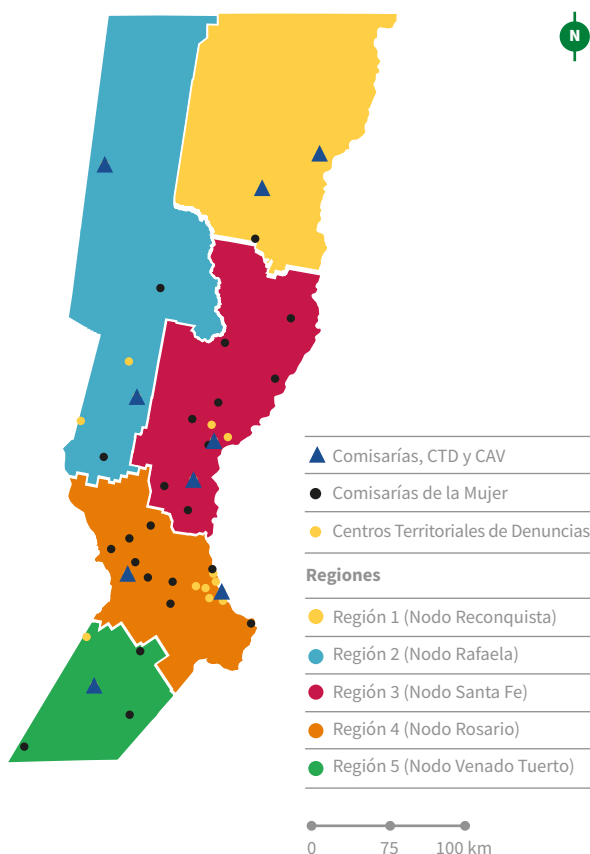 N
Comisarías, CTD y CAV
Comisarías de la Mujer
Centros Territoriales de Denuncias
Regiones
Región 1 (Nodo Reconquista)
Región 2 (Nodo Rafaela)
Región 3 (Nodo Santa Fe)
Región 4 (Nodo Rosario)
Región 5 (Nodo Venado Tuerto)
0 75 100 km